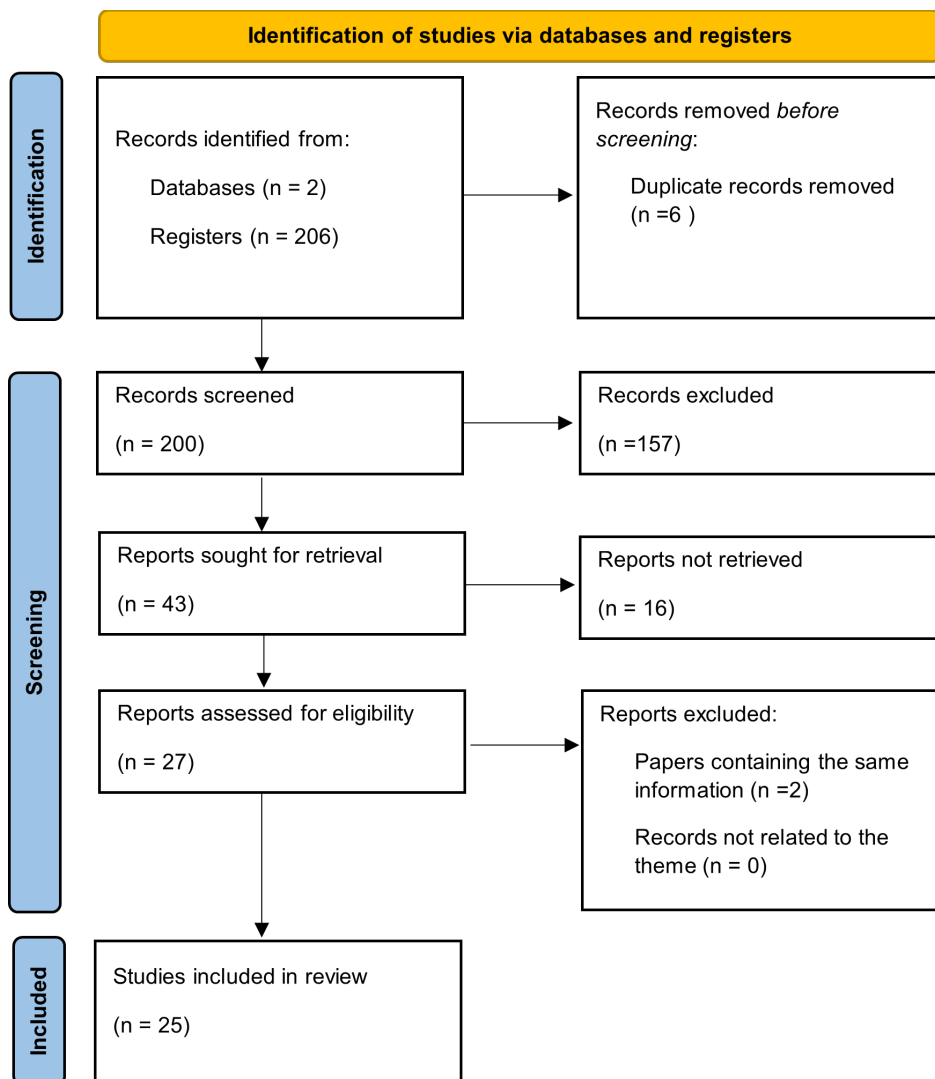 Identification of studies via databases and registers
Identification
Records identified from:
Databases (n = 2)
Registers (n = 206)
Records removed before
screening:
Duplicate records removed
(n =6 )
Screening
Records screened
(n = 200)
Records excluded
(n =157)
Reports sought for retrieval
(n = 43)
Reports not retrieved
(n = 16)
Reports assessed for eligibility
(n = 27)
Reports excluded:
Papers containing the same
information (n =2)
Records not related to the
theme (n = 0)
Included
Studies included in review
(n = 25)